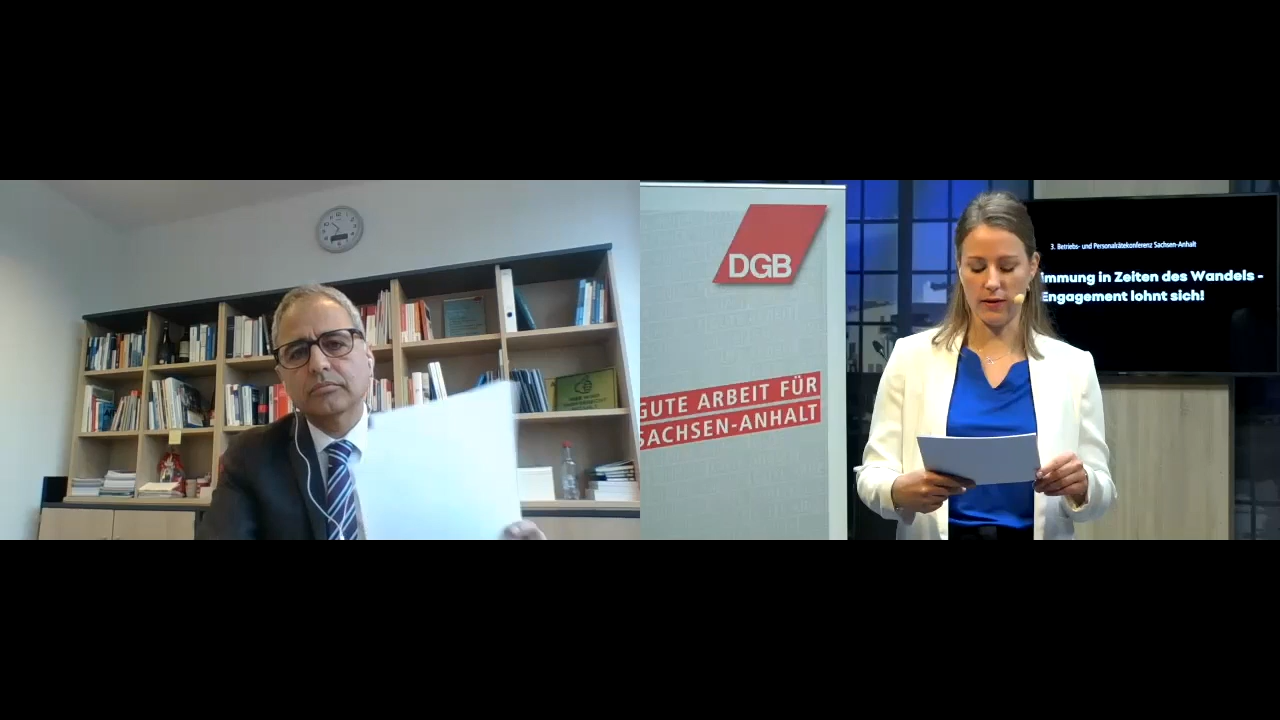 DGB
GUTE ARBEIT FÜR
SACHSEN-ANHALT
3. Betriebs- und Personalrätekonferenz Sachsen-Anhalt
immung in Zeiten des Wandels -
Engagement lohnt sich!